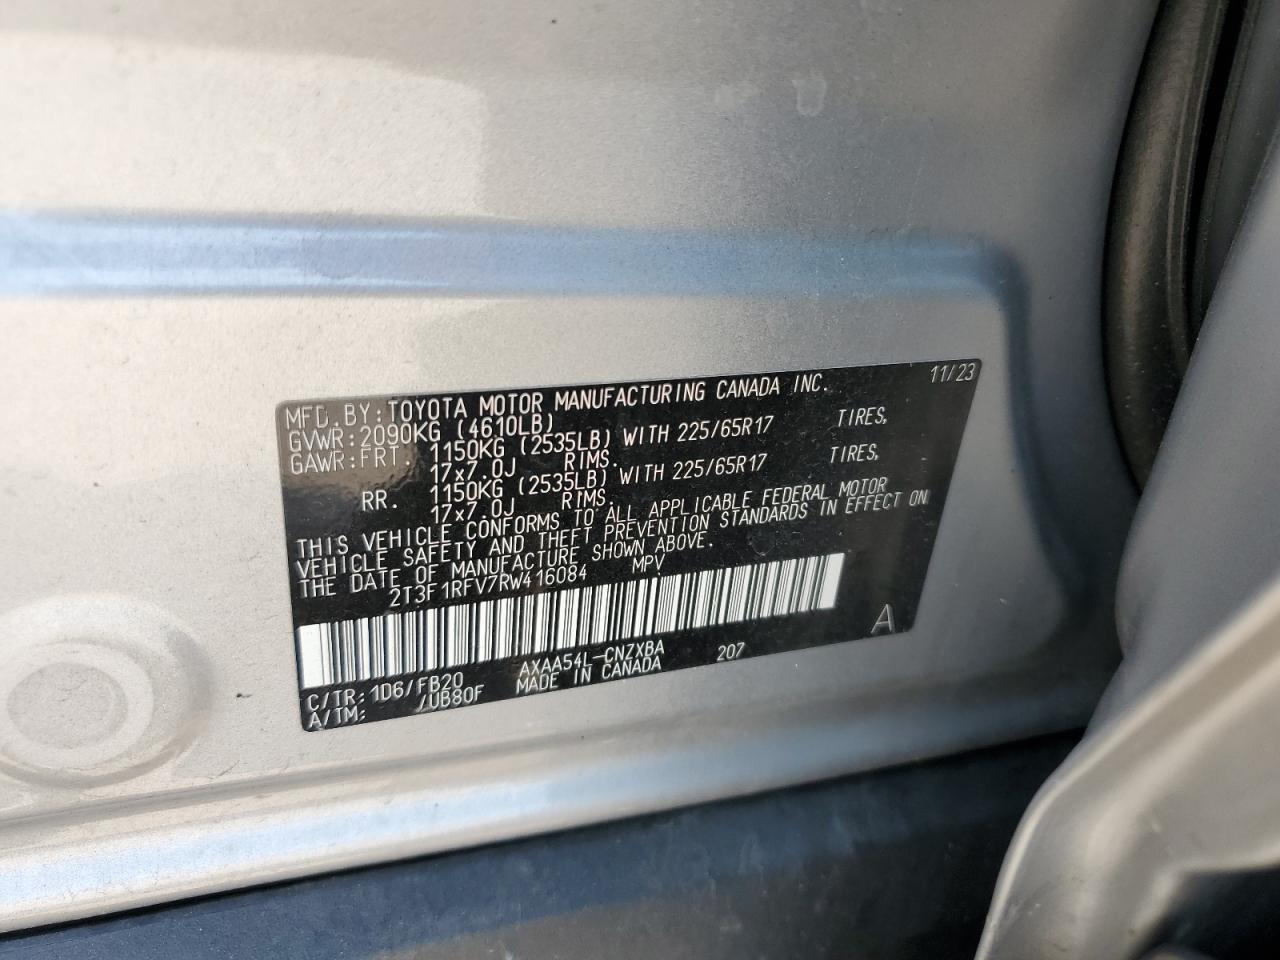 MFD. BY: TOYOTA MOTOR MANUFACTURING CANADA INC. 11/23
GVWR: 2090KG (4610LB)
GAWR: FRT. 1150KG (2535LB) WITH 225/65R17 TIRES,
17x7.0J RIMS.
RR. 1150KG (2535LB) WITH 225/65R17 TIRES,
17x7.0J RIMS.
THIS VEHICLE CONFORMS TO ALL APPLICABLE FEDERAL MOTOR
VEHICLE SAFETY AND THEFT PREVENTION STANDARDS IN EFFECT ON
THE DATE OF MANUFACTURE SHOWN ABOVE.
2T3F1RFV7RW416084 MPV
A
C/TR: 1D6/FB20 AXAA54L-CNZXBA 207
A/TM: /UB80F MADE IN CANADA